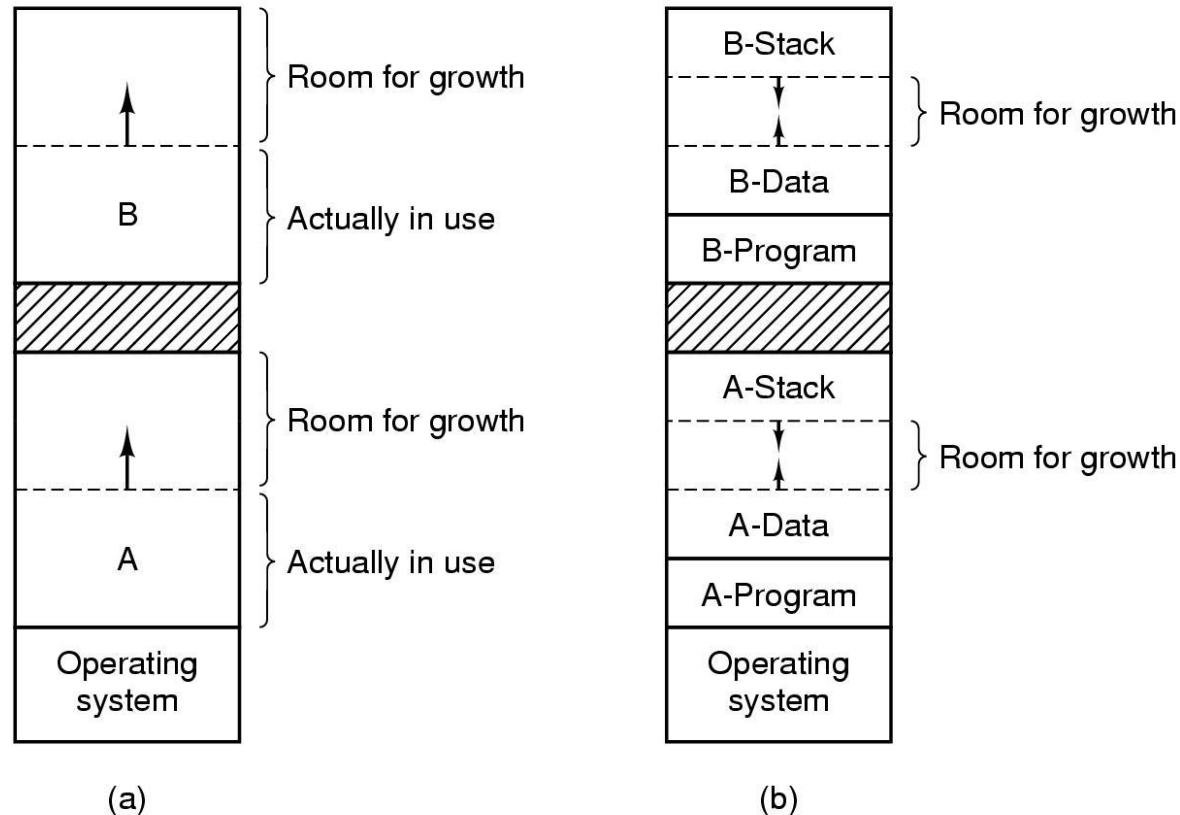 Room for growth
B
Actually in use
Room for growth
A
Actually in use
Operating
system
(a)
B-Stack
Room for growth
B-Data
B-Program
A-Stack
Room for growth
A-Data
A-Program
Operating
system
(b)